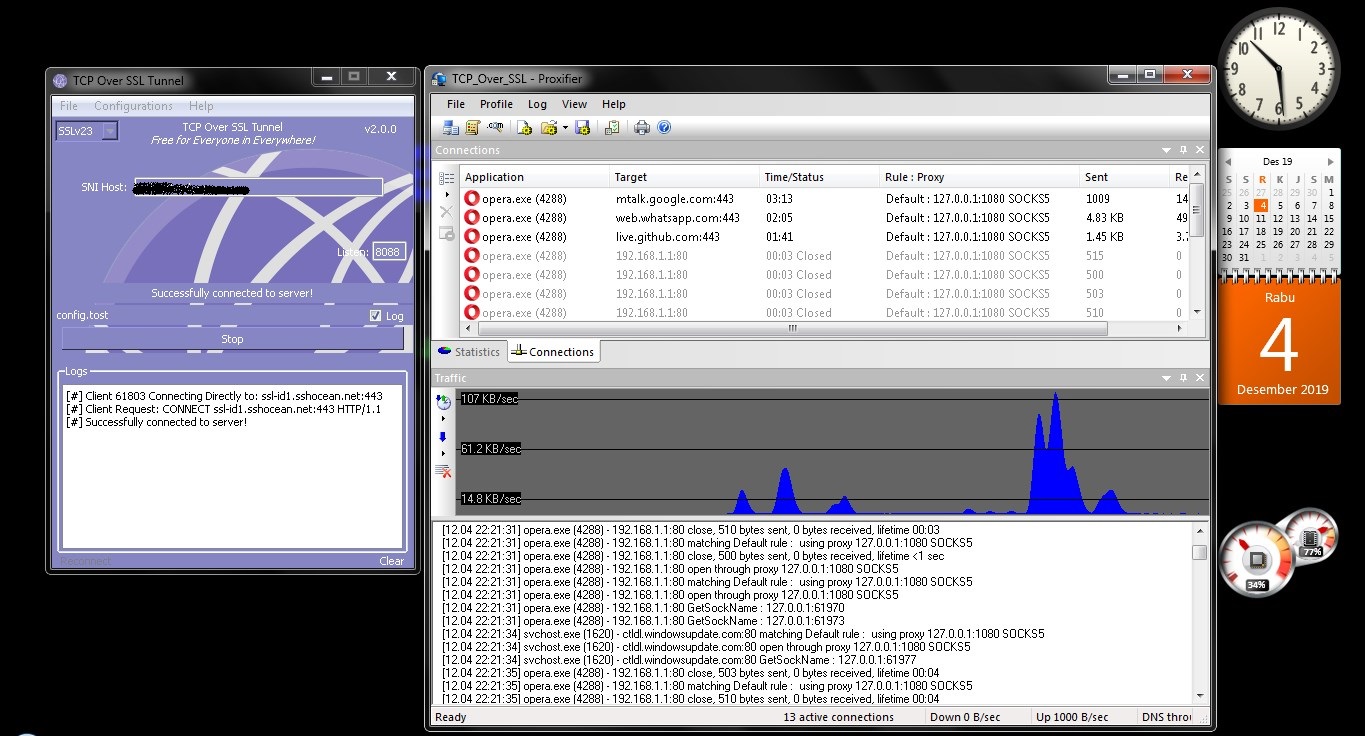 TCP Over SSL Tunnel
File Configurations Help
SSLv23
TCP Over SSL Tunnel
v2.0.0
Free for Everyone in Everywhere!
SNI Host:
Listen: 8088
Successfully connected to server!
config.tost
Log
Stop
Logs
[#] Client 61803 Connecting Directly to: ssl-id1.sshocean.net:443
[#] Client Request: CONNECT ssl-id1.sshocean.net:443 HTTP/1.1
[#] Successfully connected to server!
Reconnect
Clear
TCP_Over_SSL - Proxifier
File Profile Log View Help
.com
Connections
Application Target Time/Status Rule : Proxy Sent Re
opera.exe (4288) mtalk.google.com:443 03:13 Default : 127.0.0.1:1080 SOCKS5 1009 14
opera.exe (4288) web.whatsapp.com:443 02:05 Default : 127.0.0.1:1080 SOCKS5 4.83 KB 49
opera.exe (4288) live.github.com:443 01:41 Default : 127.0.0.1:1080 SOCKS5 1.45 KB 3.7
opera.exe (4288) 192.168.1.1:80 00:03 Closed Default : 127.0.0.1:1080 SOCKS5 515 0
opera.exe (4288) 192.168.1.1:80 00:03 Closed Default : 127.0.0.1:1080 SOCKS5 500 0
opera.exe (4288) 192.168.1.1:80 00:03 Closed Default : 127.0.0.1:1080 SOCKS5 503 0
opera.exe (4288) 192.168.1.1:80 00:03 Closed Default : 127.0.0.1:1080 SOCKS5 510 0
Statistics Connections
Traffic
107 KB/sec
61.2 KB/sec
14.8 KB/sec
[12.04 22:21:31] opera.exe (4288) - 192.168.1.1:80 close, 510 bytes sent, 0 bytes received, lifetime 00:03
[12.04 22:21:31] opera.exe (4288) - 192.168.1.1:80 matching Default rule : using proxy 127.0.0.1:1080 SOCKS5
[12.04 22:21:31] opera.exe (4288) - 192.168.1.1:80 close, 500 bytes sent, 0 bytes received, lifetime <1 sec
[12.04 22:21:31] opera.exe (4288) - 192.168.1.1:80 open through proxy 127.0.0.1:1080 SOCKS5
[12.04 22:21:31] opera.exe (4288) - 192.168.1.1:80 matching Default rule : using proxy 127.0.0.1:1080 SOCKS5
[12.04 22:21:31] opera.exe (4288) - 192.168.1.1:80 open through proxy 127.0.0.1:1080 SOCKS5
[12.04 22:21:31] opera.exe (4288) - 192.168.1.1:80 GetSockName : 127.0.0.1:61970
[12.04 22:21:31] opera.exe (4288) - 192.168.1.1:80 GetSockName : 127.0.0.1:61973
[12.04 22:21:34] svchost.exe (1620) - ctldl.windowsupdate.com:80 matching Default rule : using proxy 127.0.0.1:1080 SOCKS5
[12.04 22:21:34] svchost.exe (1620) - ctldl.windowsupdate.com:80 open through proxy 127.0.0.1:1080 SOCKS5
[12.04 22:21:34] svchost.exe (1620) - ctldl.windowsupdate.com:80 GetSockName : 127.0.0.1:61977
[12.04 22:21:35] opera.exe (4288) - 192.168.1.1:80 close, 503 bytes sent, 0 bytes received, lifetime 00:04
[12.04 22:21:35] opera.exe (4288) - 192.168.1.1:80 matching Default rule : using proxy 127.0.0.1:1080 SOCKS5
[12.04 22:21:35] opera.exe (4288) - 192.168.1.1:80 close, 510 bytes sent, 0 bytes received, lifetime 00:04
Ready 13 active connections Down 0 B/sec Up 1000 B/sec DNS throu
12 1 2 3 4 5 6 7 8 9 10 11
Des 19
S S R K J S M
25 26 27 28 29 30 1
2 3 4 5 6 7 8
9 10 11 12 13 14 15
16 17 18 19 20 21 22
23 24 25 26 27 28 29
30 31 1 2 3 4 5
Rabu
4
Desember 2019
77%
34%